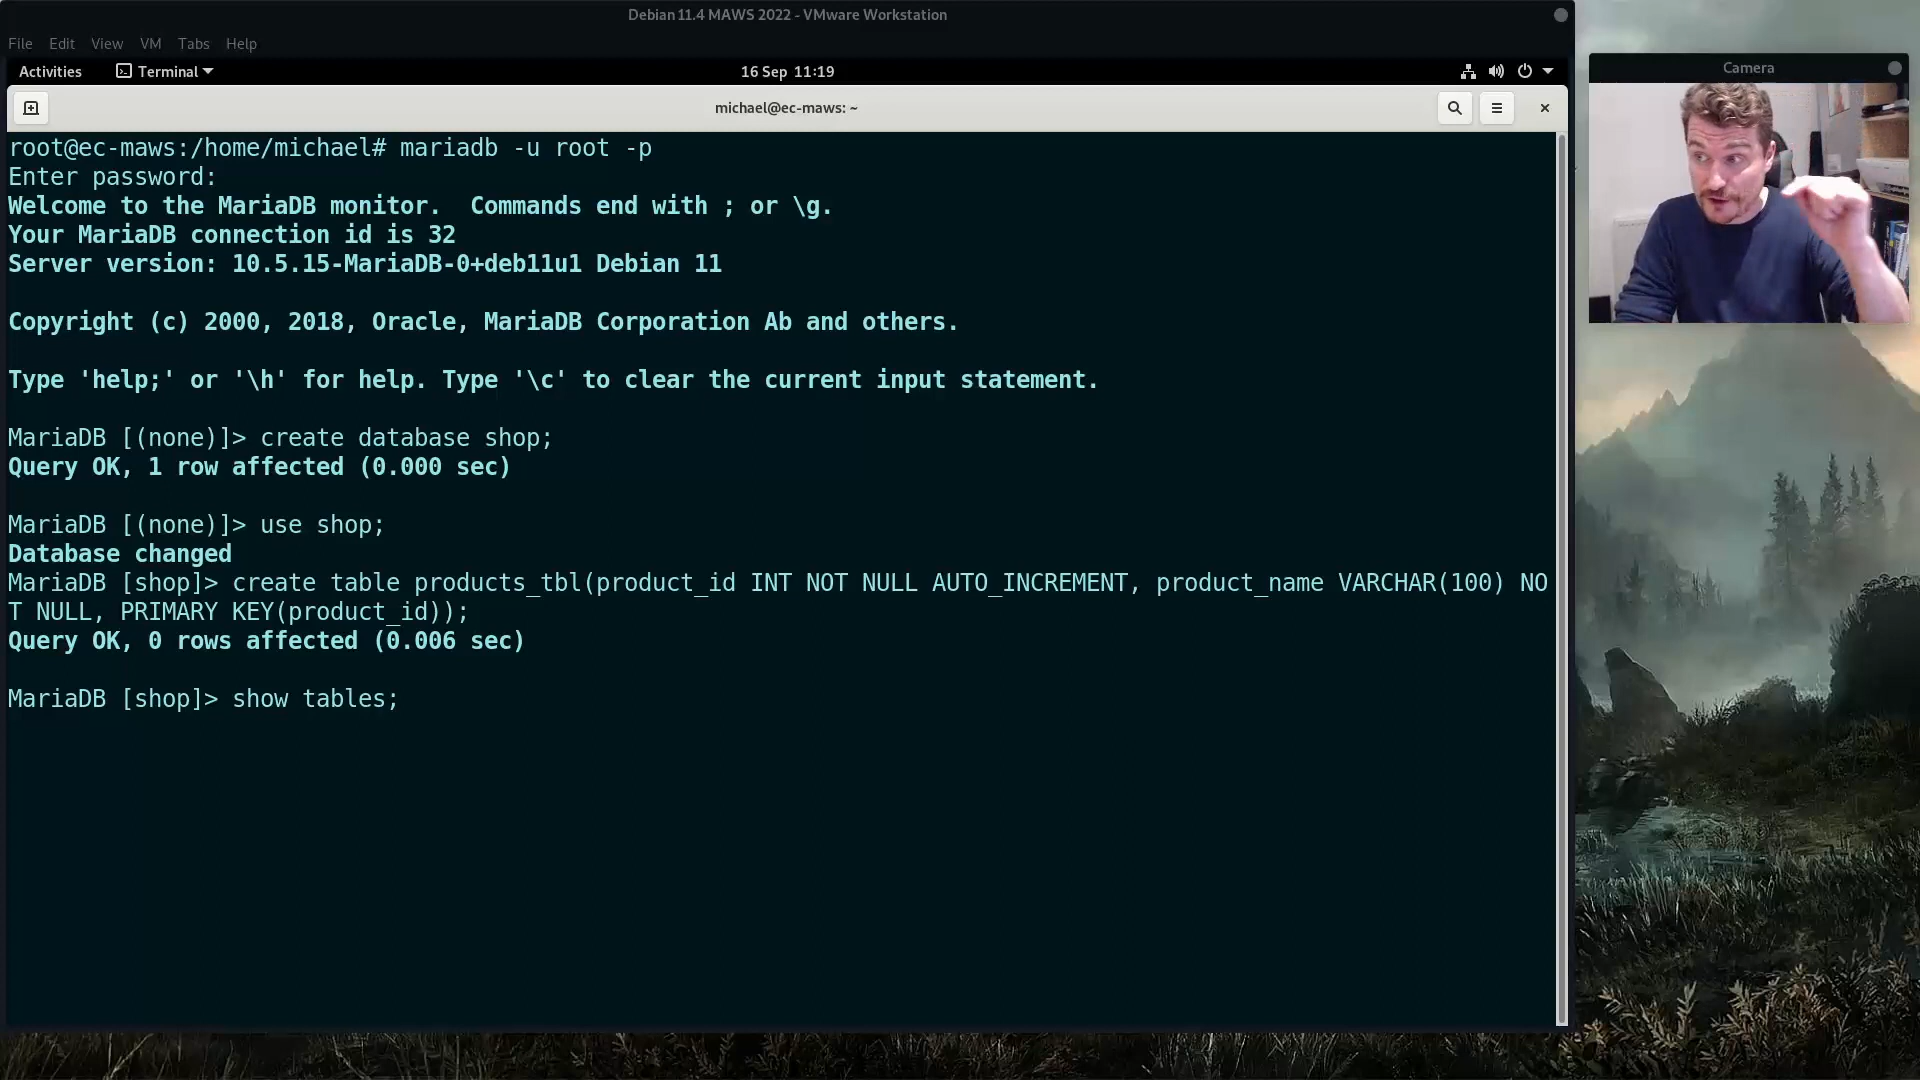 Debian 11.4 MAWS 2022 - VMware Workstation
File Edit View VM Tabs Help
Activities Terminal 16 Sep 11:19
Camera
michael@ec-maws: ~
root@ec-maws:/home/michael# mariadb -u root -p
Enter password:
Welcome to the MariaDB monitor.  Commands end with ; or \g.
Your MariaDB connection id is 32
Server version: 10.5.15-MariaDB-0+deb11u1 Debian 11
Copyright (c) 2000, 2018, Oracle, MariaDB Corporation Ab and others.
Type 'help;' or '\h' for help. Type '\c' to clear the current input statement.
MariaDB [(none)]> create database shop;
Query OK, 1 row affected (0.000 sec)
MariaDB [(none)]> use shop;
Database changed
MariaDB [shop]> create table products_tbl(product_id INT NOT NULL AUTO_INCREMENT, product_name VARCHAR(100) NO
T NULL, PRIMARY KEY(product_id));
Query OK, 0 rows affected (0.006 sec)
MariaDB [shop]> show tables;